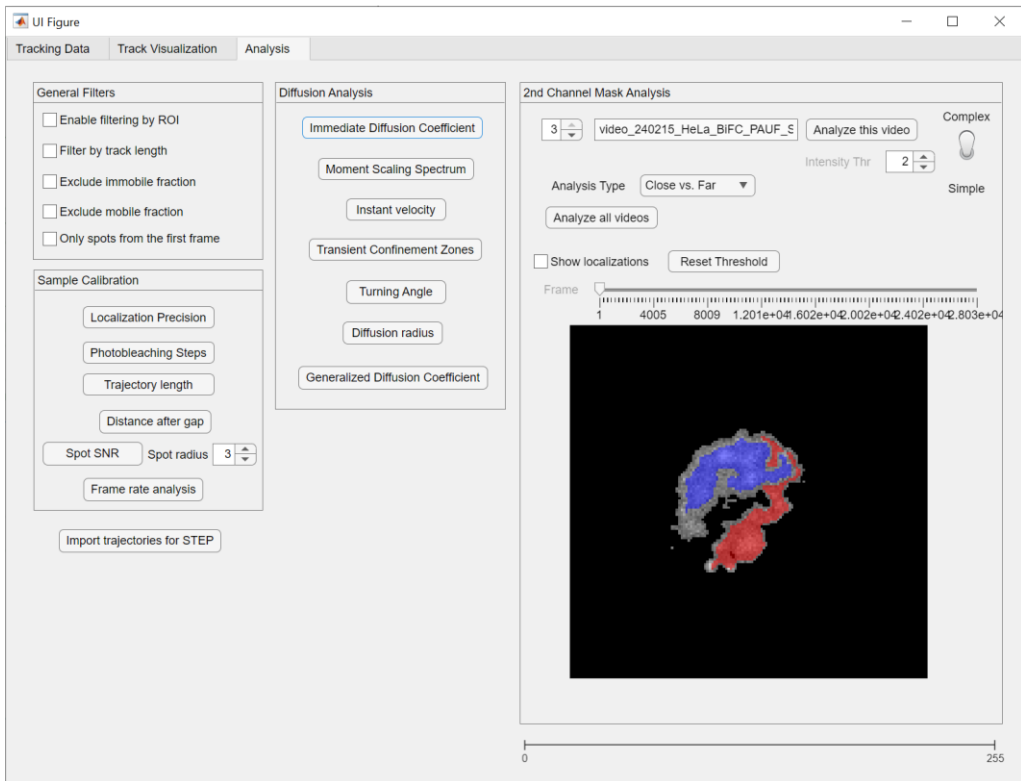 UI Figure
Tracking Data
Track Visualization
Analysis
General Filters
Enable filtering by ROI
Filter by track length
Exclude immobile fraction
Exclude mobile fraction
Only spots from the first frame
Sample Calibration
Localization Precision
Photobleaching Steps
Trajectory length
Distance after gap
Spot SNR
Spot radius
3
Frame rate analysis
Import trajectories for STEP
Diffusion Analysis
Immediate Diffusion Coefficient
Moment Scaling Spectrum
Instant velocity
Transient Confinement Zones
Turning Angle
Diffusion radius
Generalized Diffusion Coefficient
2nd Channel Mask Analysis
3
video_240215_HeLa_BiFC_PAUF_S
Analyze this video
Complex
Intensity Thr
2
Simple
Analysis Type
Close vs. Far
Analyze all videos
Show localizations
Reset Threshold
Frame
1 4005 8009 1.201e+04 1.602e+04 2.002e+04 2.402e+04 2.803e+04
0 255